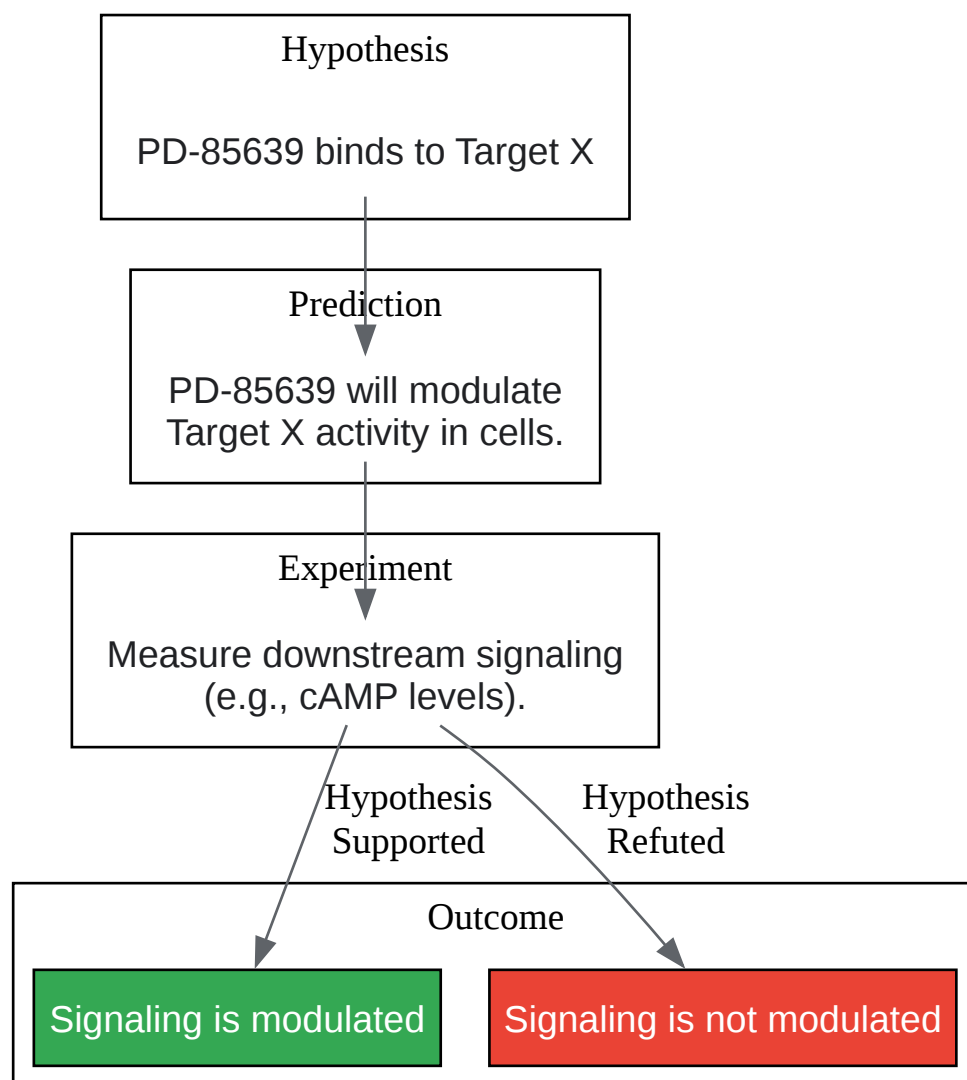 Hypothesis
PD-85639 binds to Target X
Prediction
PD-85639 will modulate
Target X activity in cells.
Experiment
Measure downstream signaling
(e.g., cAMP levels).
Hypothesis
Supported
Hypothesis
Refuted
Outcome
Signaling is modulated
Signaling is not modulated